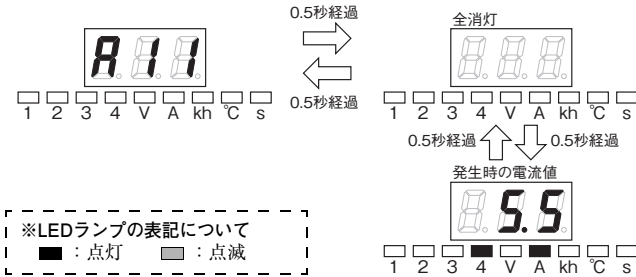 0.5秒経過
全消灯
A11
1 2 3 4 V A kh ℃ s
0.5秒経過
1 2 3 4 V A kh ℃ s
0.5秒経過
0.5秒経過
発生時の電流値
5.5
※LEDランプの表記について
：点灯 ：点滅
1 2 3 4 V A kh ℃ s